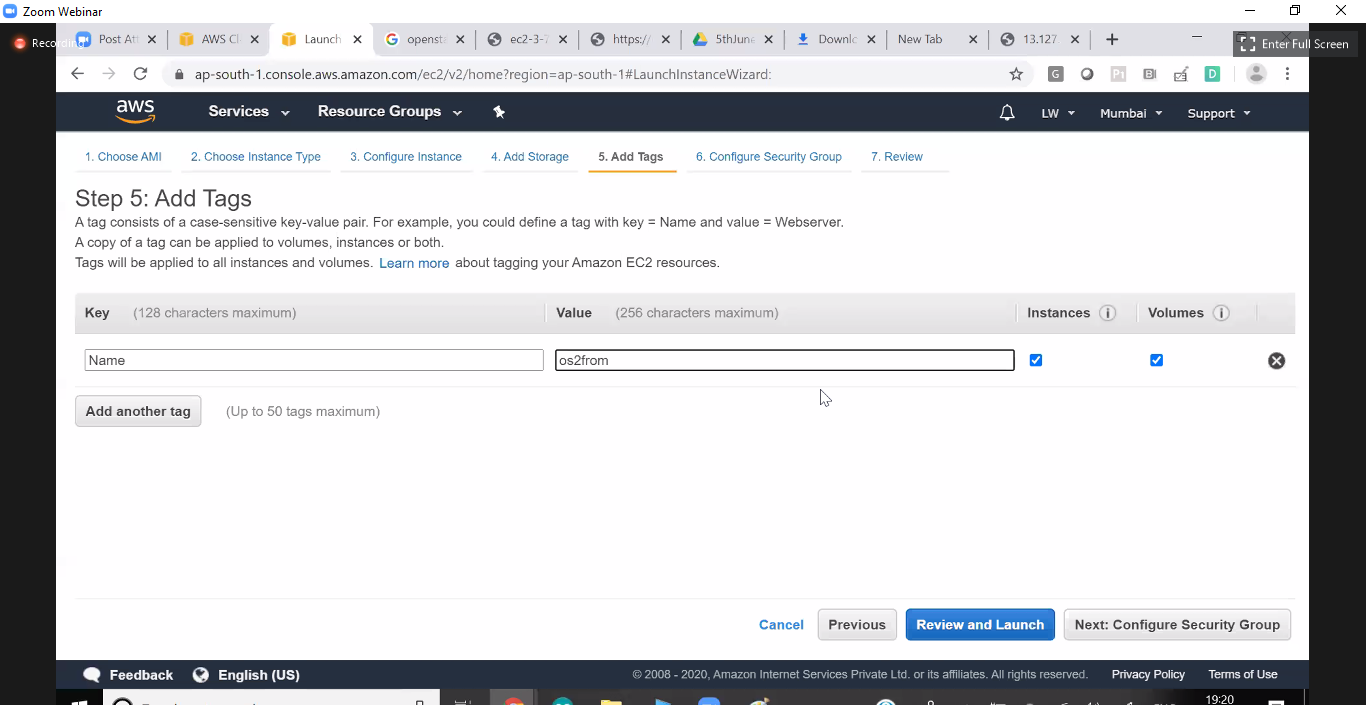 Zoom Webinar
Recording
Post Att
AWS Cl
Launch
opensta
ec2-3-7
https://
5thJune
Downlc
New Tab
13.127
Enter Full Screen
ap-south-1.console.aws.amazon.com/ec2/v2/home?region=ap-south-1#LaunchInstanceWizard:
aws
Services
Resource Groups
LW
Mumbai
Support
1. Choose AMI
2. Choose Instance Type
3. Configure Instance
4. Add Storage
5. Add Tags
6. Configure Security Group
7. Review
Step 5: Add Tags
A tag consists of a case-sensitive key-value pair. For example, you could define a tag with key = Name and value = Webserver.
A copy of a tag can be applied to volumes, instances or both.
Tags will be applied to all instances and volumes. Learn more about tagging your Amazon EC2 resources.
Key (128 characters maximum)
Value (256 characters maximum)
Instances
Volumes
Name
os2from
Add another tag
(Up to 50 tags maximum)
Cancel
Previous
Review and Launch
Next: Configure Security Group
Feedback
English (US)
© 2008 - 2020, Amazon Internet Services Private Ltd. or its affiliates. All rights reserved.
Privacy Policy
Terms of Use
19:20